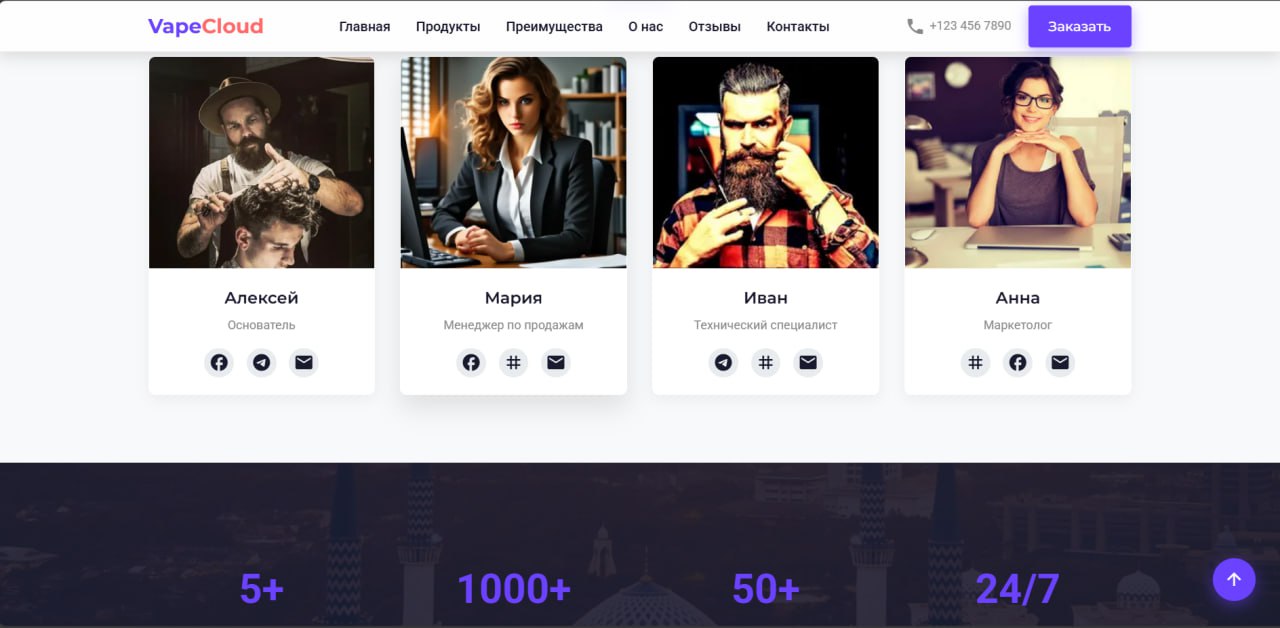 VapeCloud Главная Продукты Преимущества О нас Отзывы Контакты +123 456 7890 Заказать
Алексей Мария Иван Анна
Основатель Менеджер по продажам Технический специалист Маркетолог
5+ 1000+ 50+ 24/7